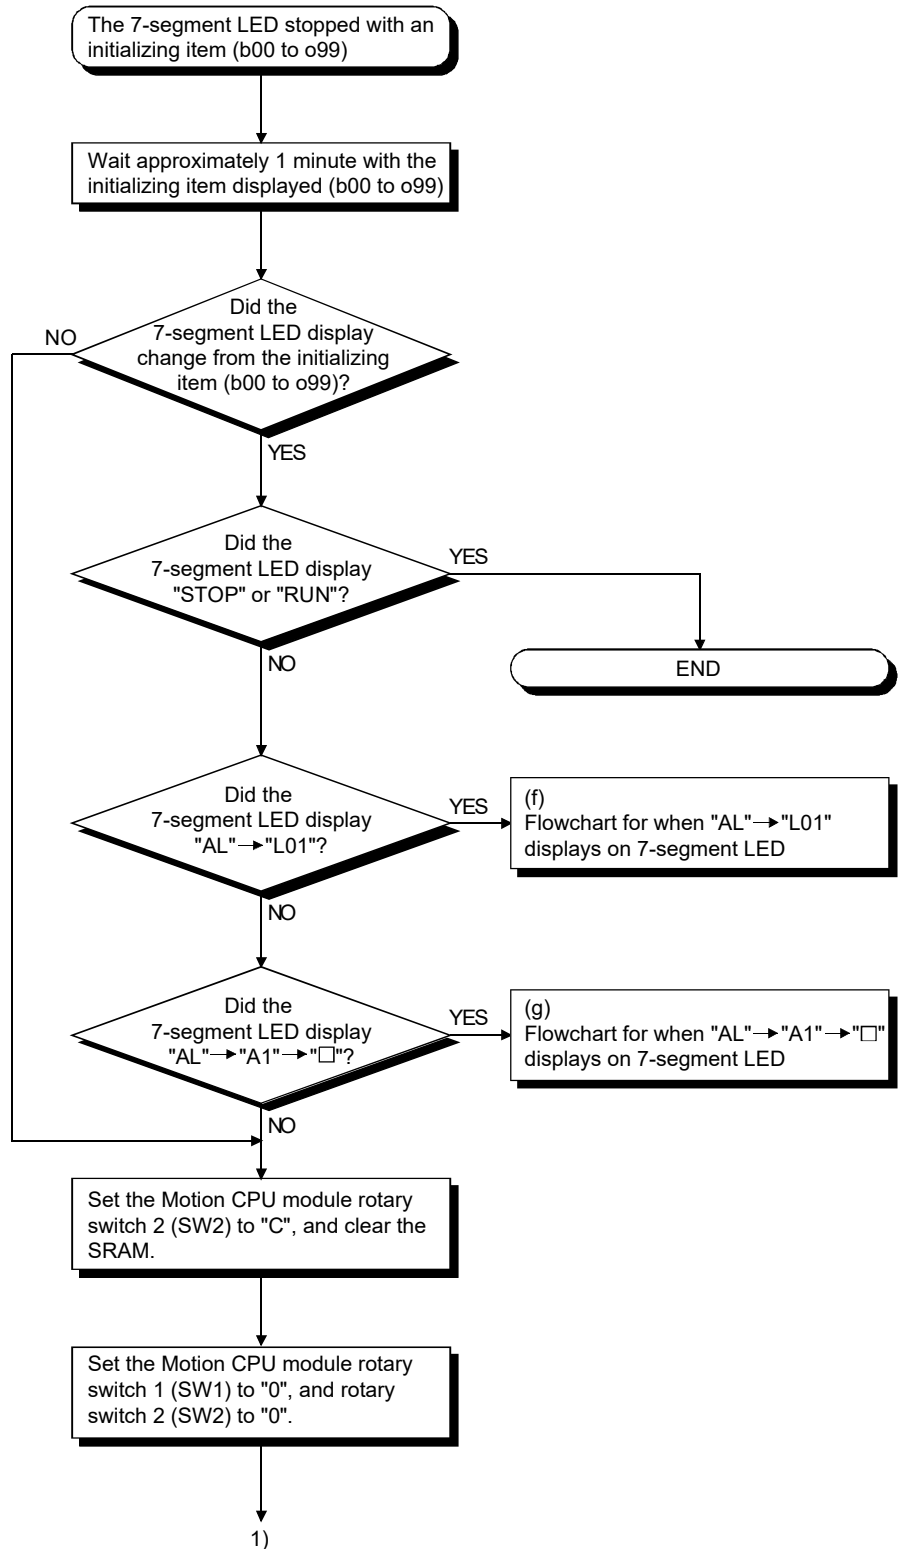 The 7-segment LED stopped with an
initializing item (b00 to o99)
Wait approximately 1 minute with the
initializing item displayed (b00 to o99)
Did the
7-segment LED display
change from the initializing
item (b00 to o99)?
NO
YES
Did the
7-segment LED display
"STOP" or "RUN"?
YES
NO
END
Did the
7-segment LED display
"AL"→"L01"?
YES
NO
(f)
Flowchart for when "AL"→"L01"
displays on 7-segment LED
Did the
7-segment LED display
"AL"→"A1"→"□"?
YES
NO
(g)
Flowchart for when "AL"→"A1"→"□"
displays on 7-segment LED
Set the Motion CPU module rotary
switch 2 (SW2) to "C", and clear the
SRAM.
Set the Motion CPU module rotary
switch 1 (SW1) to "0", and rotary
switch 2 (SW2) to "0".
1)